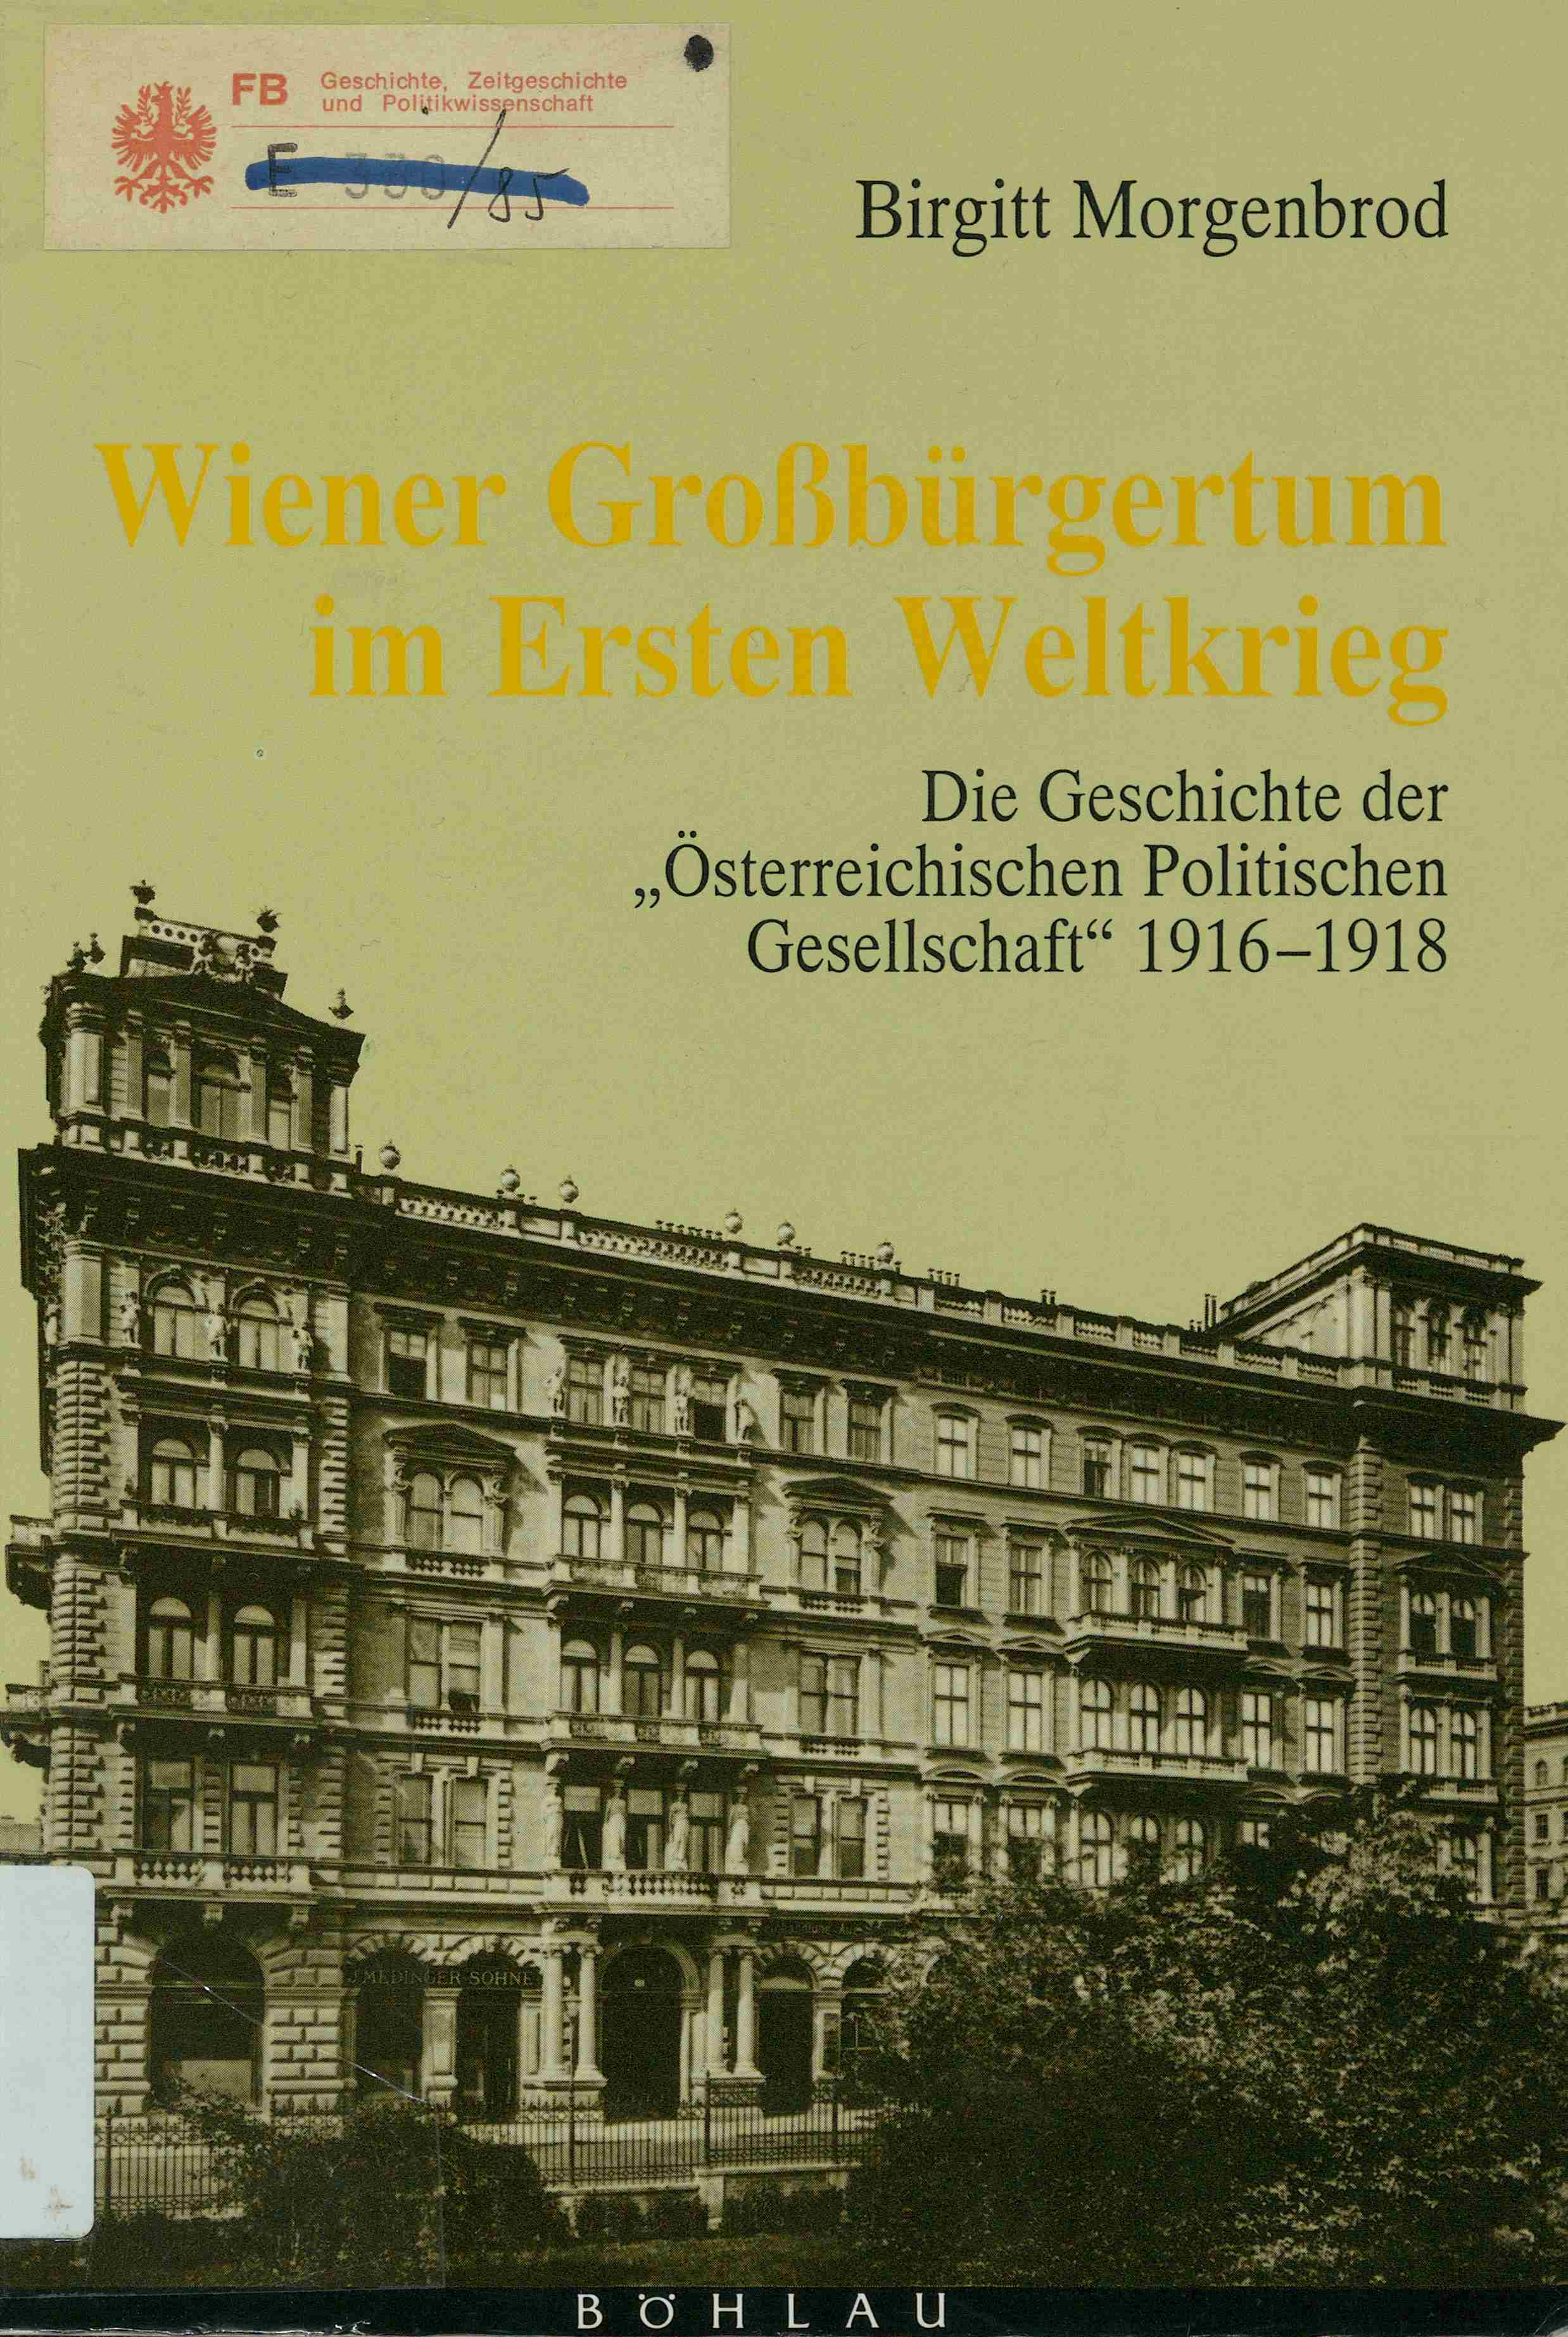 FB Geschichte, Zeitgeschichte
und Politikwissenschaft
E 380/85
Birgitt Morgenbrod
Wiener Großbürgertum
im Ersten Weltkrieg
Die Geschichte der
„Österreichischen Politischen
Gesellschaft“ 1916–1918
MEDINGER SÖHNE
BÖHLAU